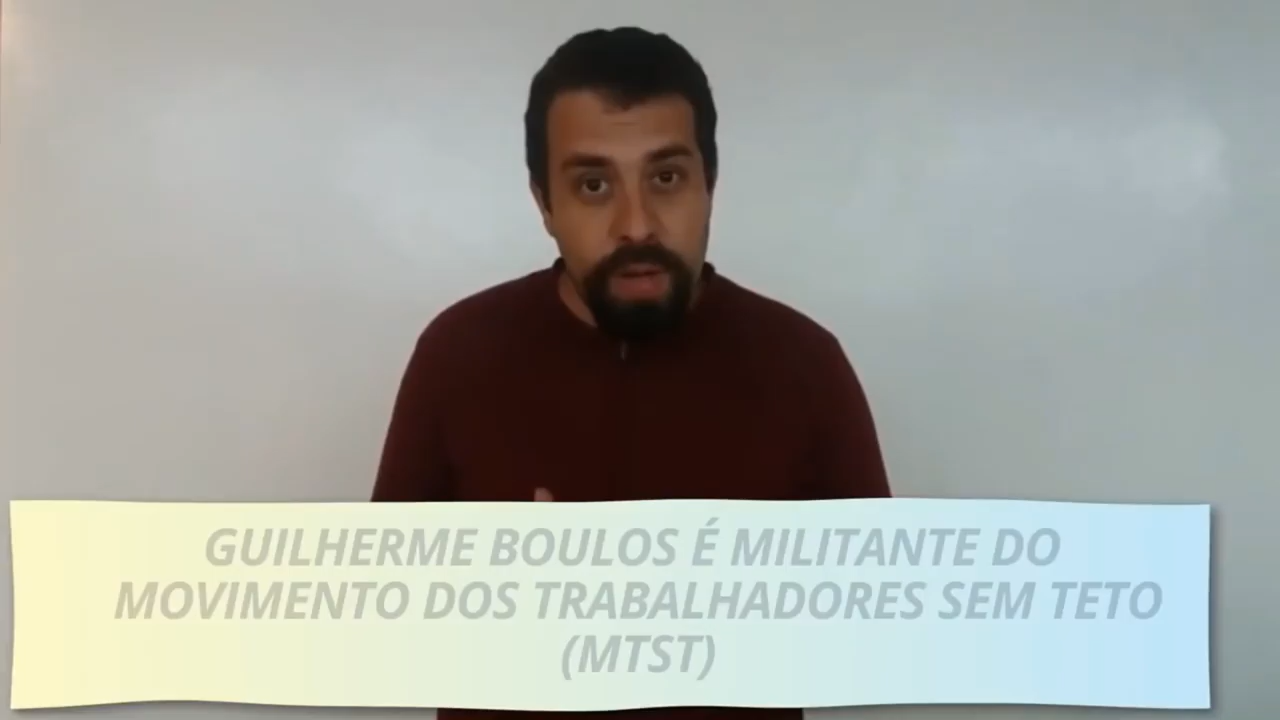 GUILHERME BOULOS É MILITANTE DO
MOVIMENTO DOS TRABALHADORES SEM TETO
(MTST)